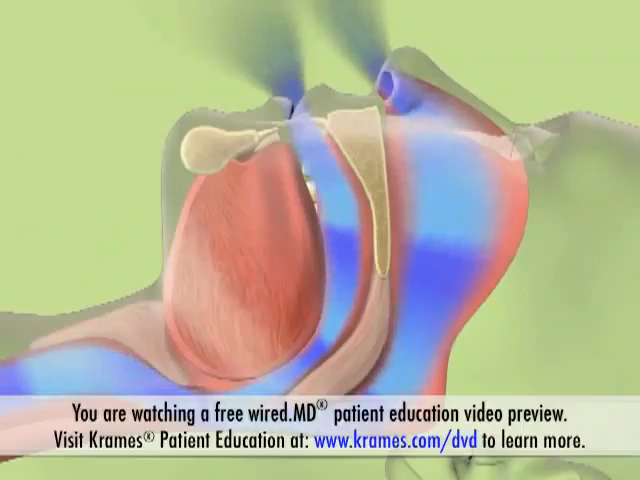 You are watching a free wired.MD® patient education video preview.
Visit Krames® Patient Education at: www.krames.com/dvd to learn more.